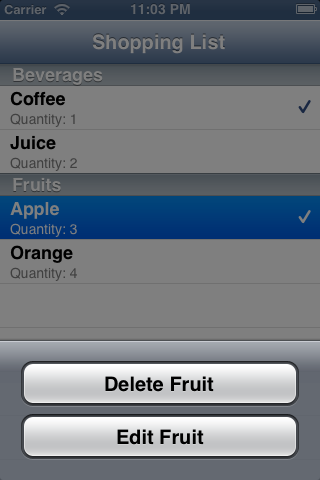 Carrier 11:03 PM
Shopping List
Beverages
Coffee
Quantity: 1
Juice
Quantity: 2
Fruits
Apple
Quantity: 3
Orange
Quantity: 4
Delete Fruit
Edit Fruit